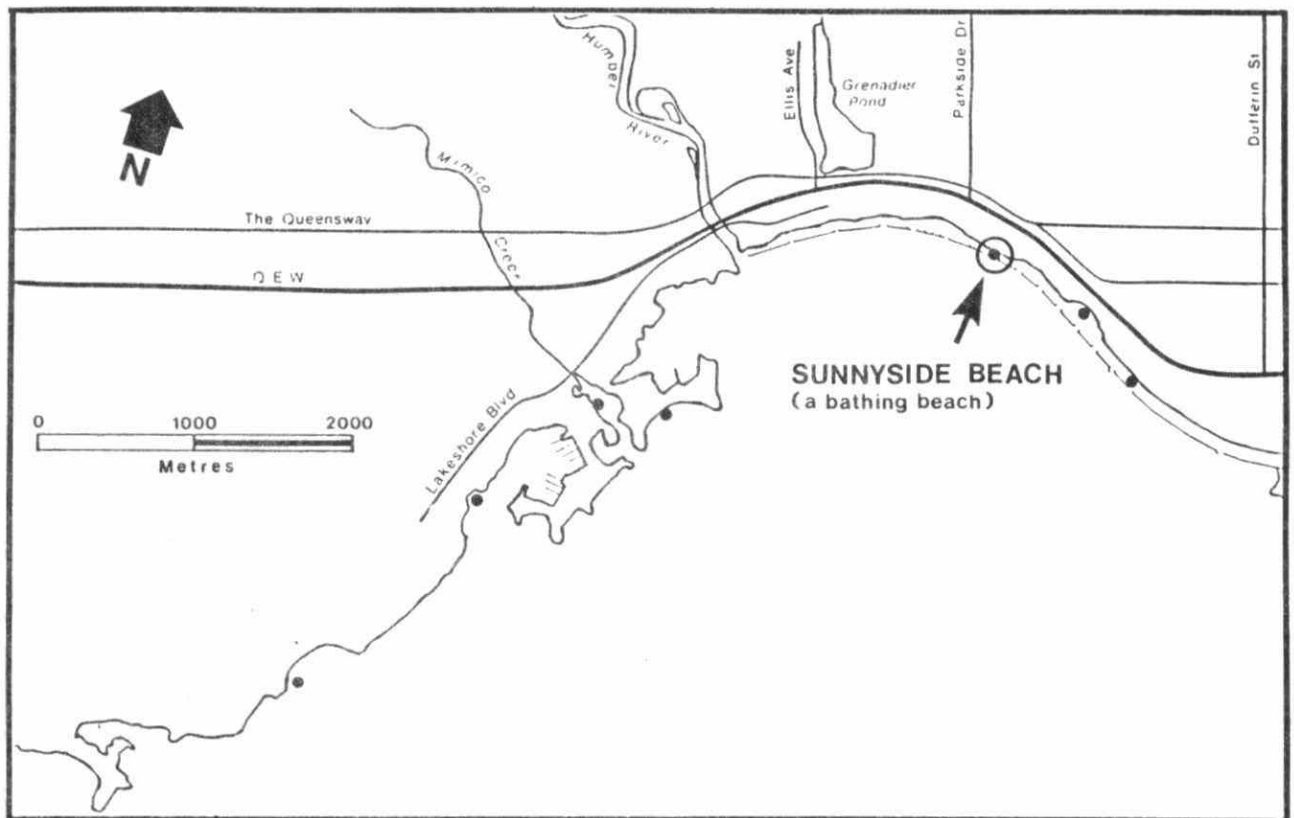 Humber
River
Ellis Ave
Grenadier
Pond
Parkside Dr
Dufferin St
N
Mimico
Creek
The Queensway
QEW
SUNNYSIDE BEACH
(a bathing beach)
0 1000 2000
Metres
Lakeshore Blvd